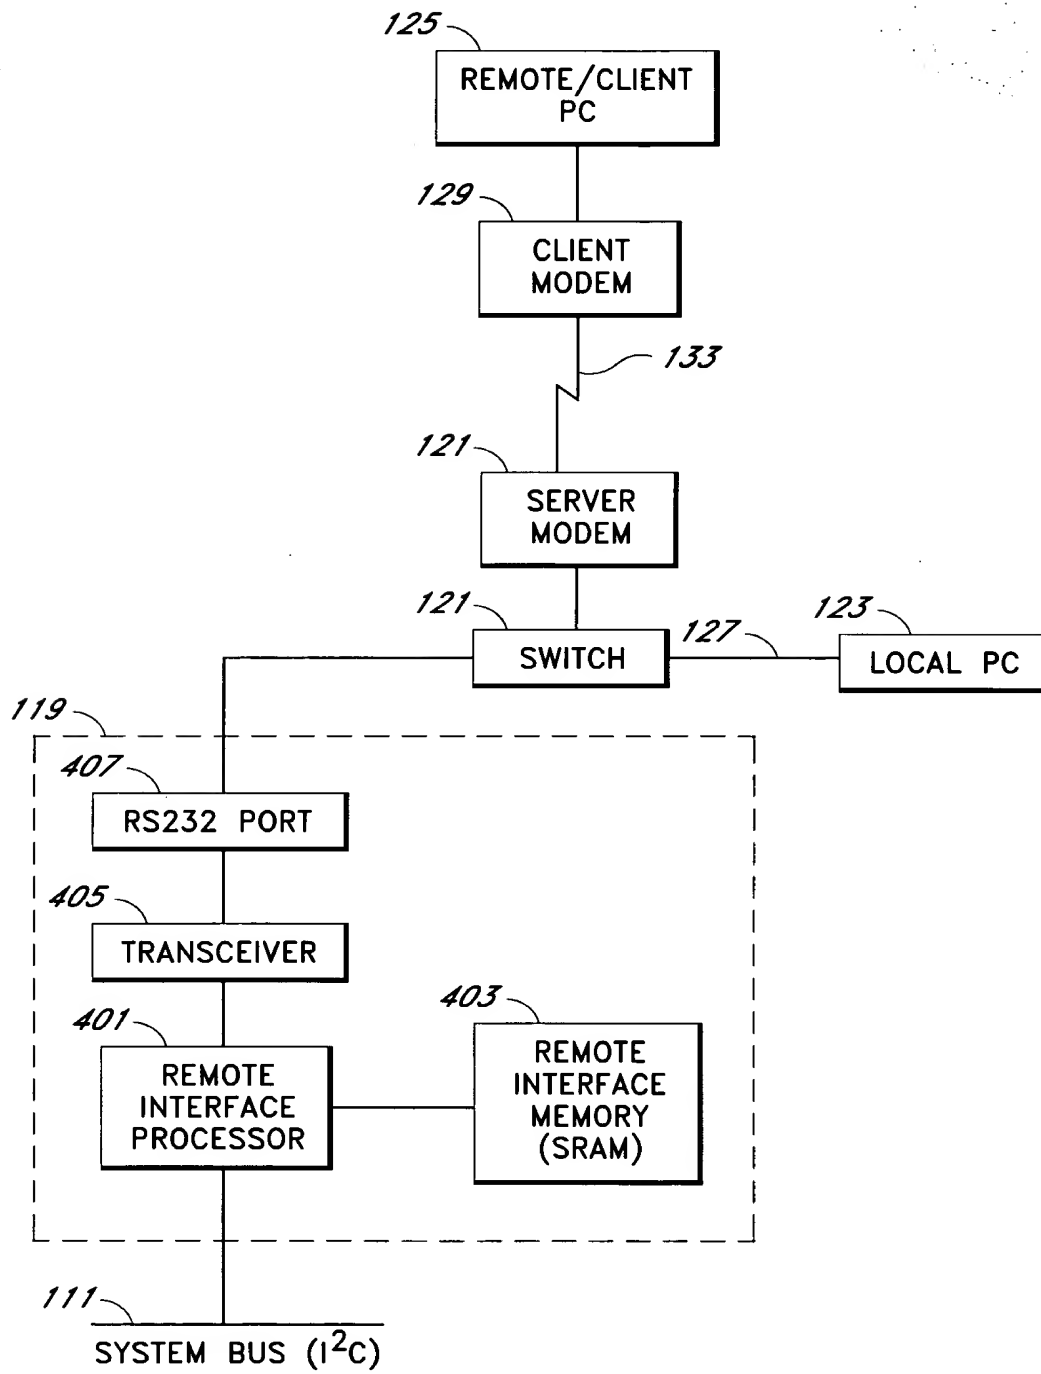 125
REMOTE/CLIENT
PC
129
CLIENT
MODEM
133
121
SERVER
MODEM
121
SWITCH
127
123
LOCAL PC
119
407
RS232 PORT
405
TRANSCEIVER
401
REMOTE
INTERFACE
PROCESSOR
403
REMOTE
INTERFACE
MEMORY
(SRAM)
111
SYSTEM BUS (I²C)